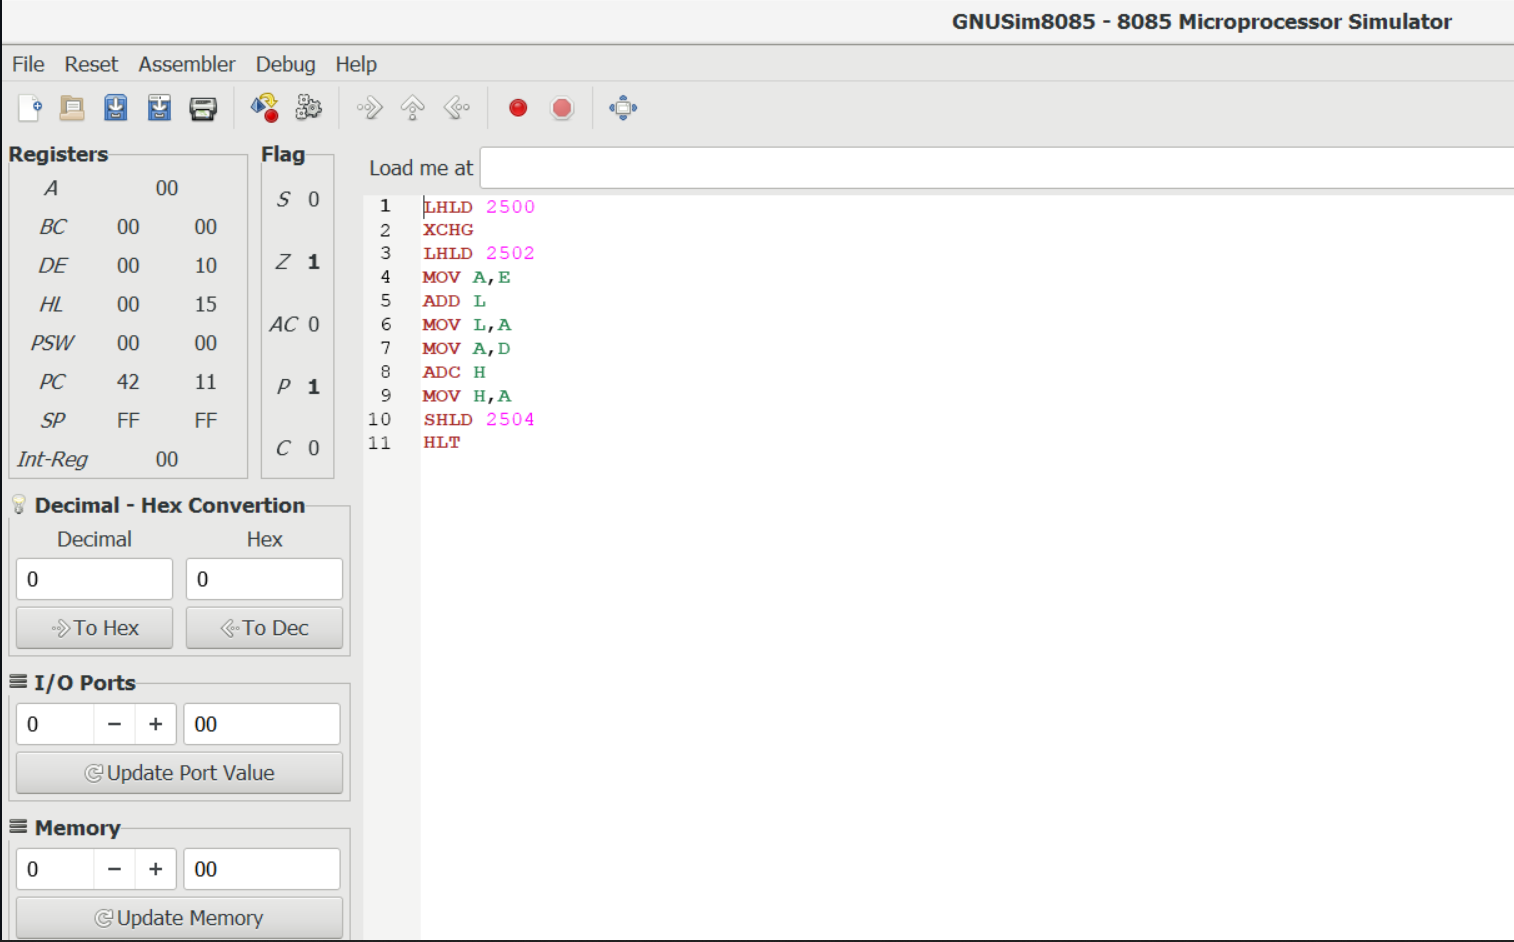 GNUSim8085 - 8085 Microprocessor Simulator
File Reset Assembler Debug Help
Registers
A 00
BC 00 00
DE 00 10
HL 00 15
PSW 00 00
PC 42 11
SP FF FF
Int-Reg 00
Flag
S 0
Z 1
AC 0
P 1
C 0
Decimal - Hex Convertion
Decimal Hex
0 0
To Hex To Dec
I/O Ports
0 − + 00
Update Port Value
Memory
0 − + 00
Update Memory
Load me at
1 LHLD 2500
2 XCHG
3 LHLD 2502
4 MOV A,E
5 ADD L
6 MOV L,A
7 MOV A,D
8 ADC H
9 MOV H,A
10 SHLD 2504
11 HLT